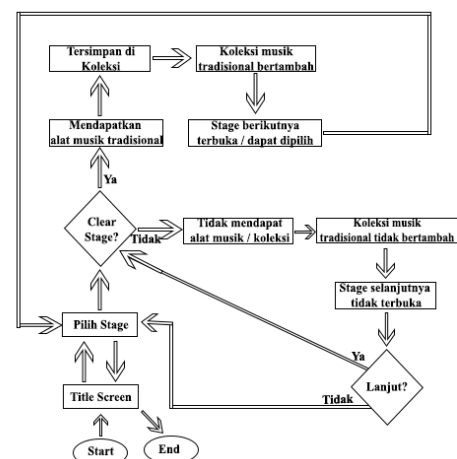 Tersimpan di
Koleksi
Koleksi musik
tradisional bertambah
Mendapatkan
alat musik tradisional
Stage berikutnya
terbuka / dapat dipilih
Ya
Clear
Stage?
Tidak
Tidak mendapat
alat musik / koleksi
Koleksi musik
tradisional tidak bertambah
Stage selanjutnya
tidak terbuka
Pilih Stage
Ya
Lanjut?
Tidak
Title Screen
Start
End